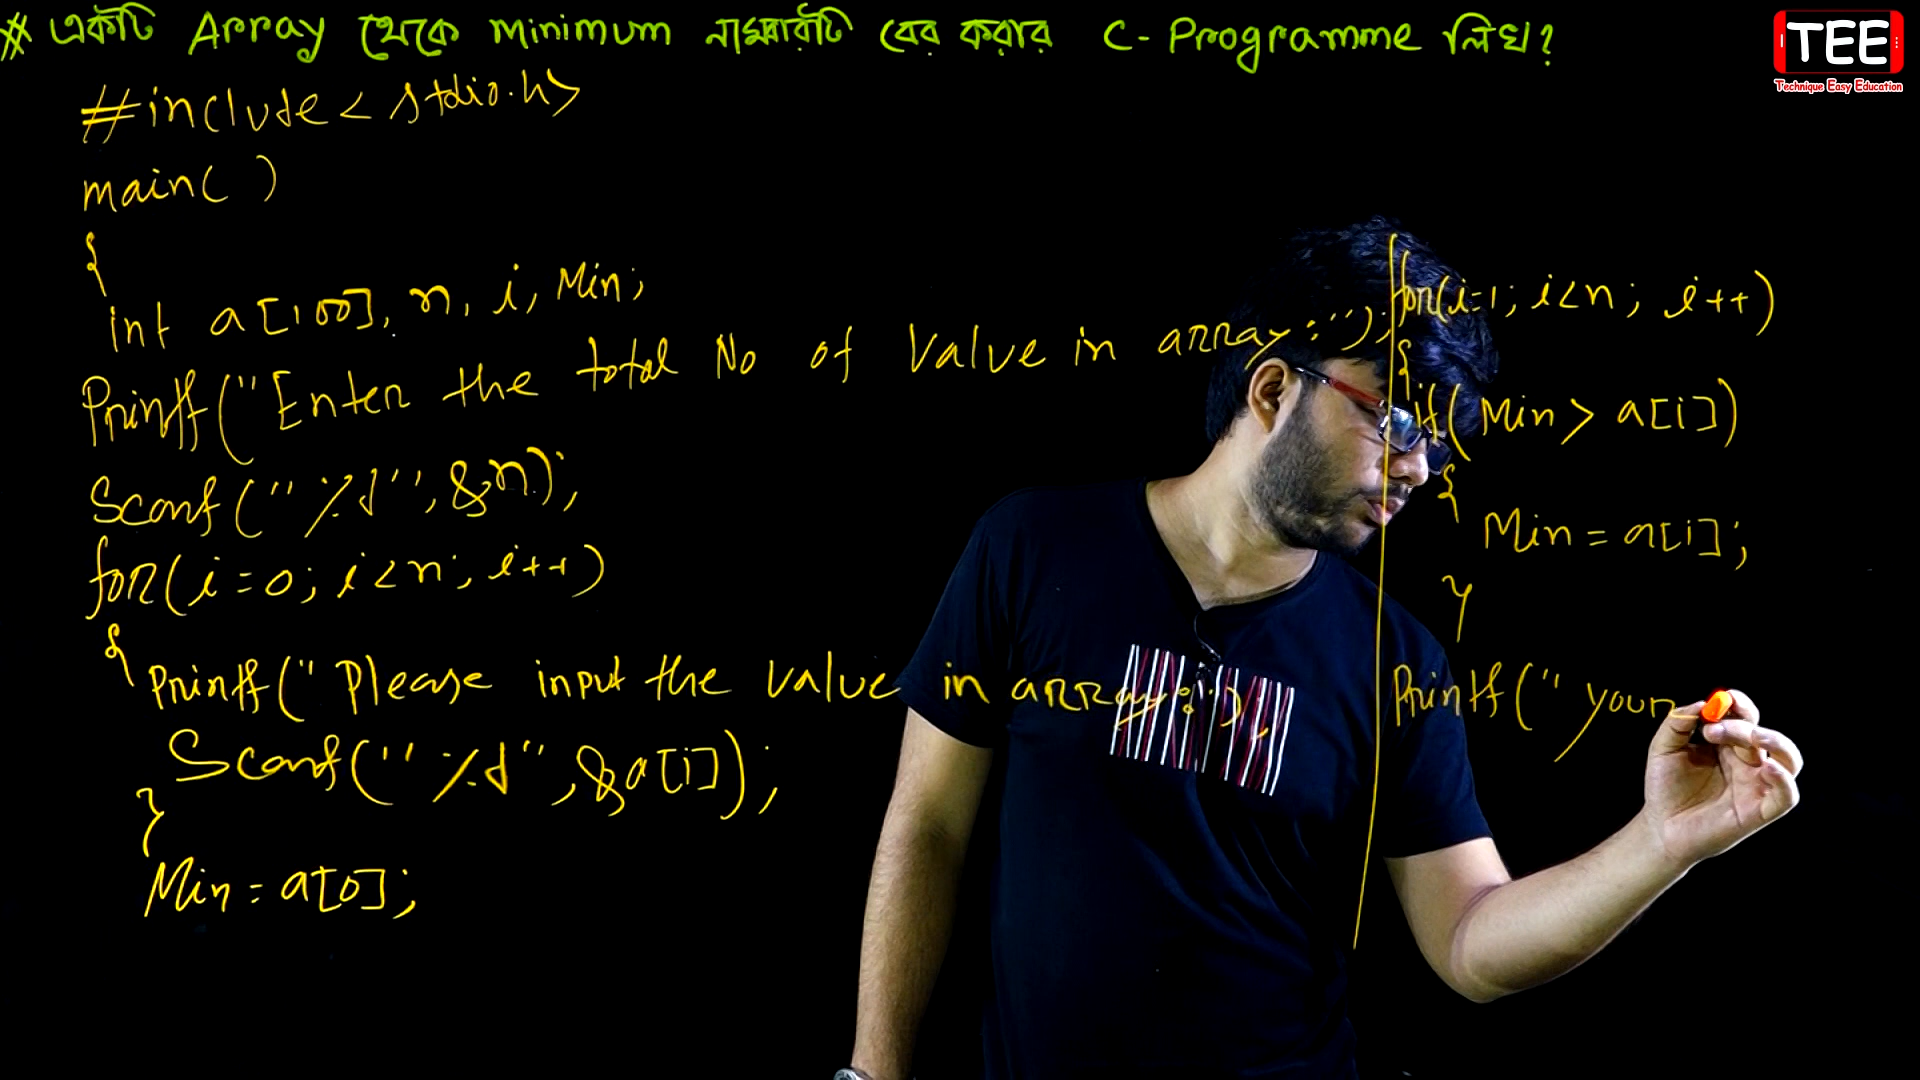 # একটি Array থেকে Minimum নাম্বারটি বের করার C-Programme লিখ?
TEE
Technique Easy Education
#include<stdio.h>
main( )
{
int a[100], n, i, Min;
Printf("Enter the total No of Value in array:");
Scanf("%d",&n);
for(i=0; i<n; i++)
{ Printf("Please input the value in array:");
Scanf("%d",&a[i]);
}
Min=a[0];
for(i=1; i<n; i++)
{
if(Min>a[i])
{
Min=a[i];
}
Printf("your